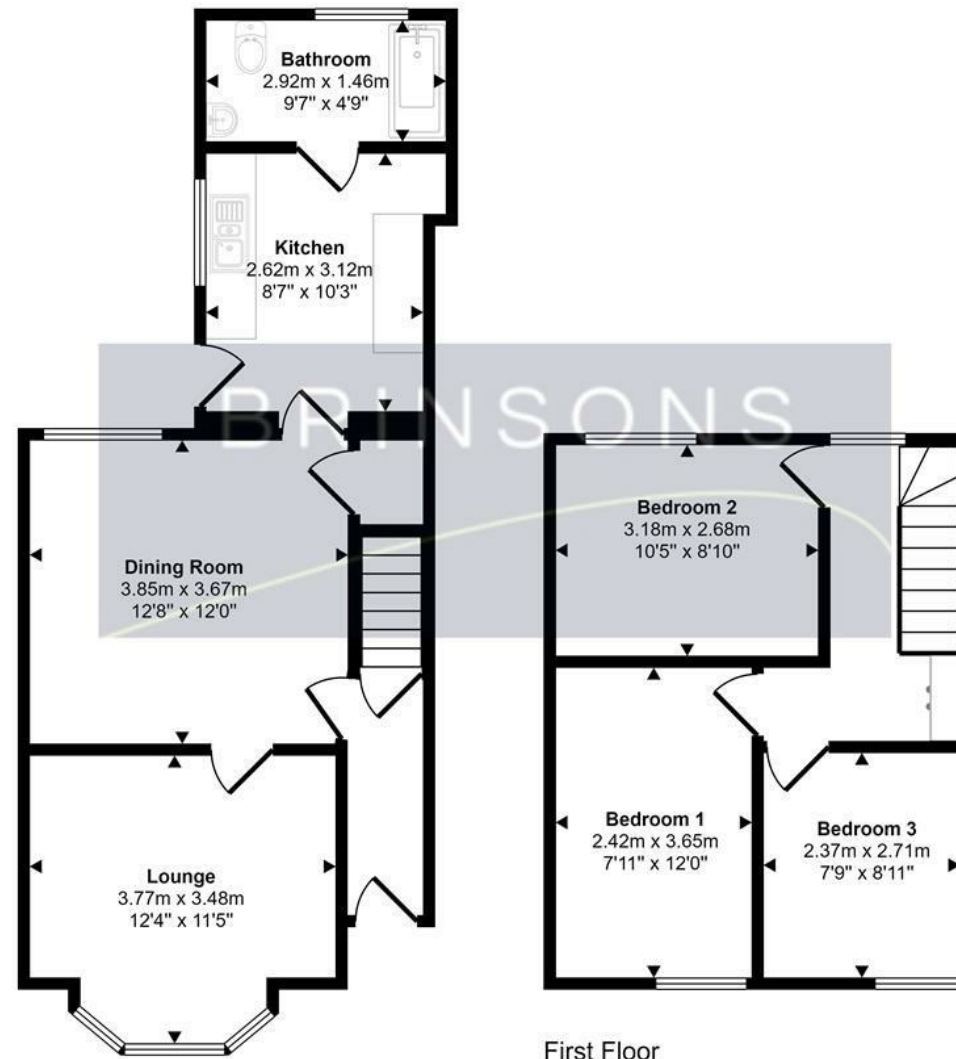 Bathroom
2.92m x 1.46m
9'7" x 4'9"
Kitchen
2.62m x 3.12m
8'7" x 10'3"
BRINSONS
Dining Room
3.85m x 3.67m
12'8" x 12'0"
Lounge
3.77m x 3.48m
12'4" x 11'5"
Bedroom 2
3.18m x 2.68m
10'5" x 8'10"
Bedroom 1
2.42m x 3.65m
7'11" x 12'0"
Bedroom 3
2.37m x 2.71m
7'9" x 8'11"
First Floor